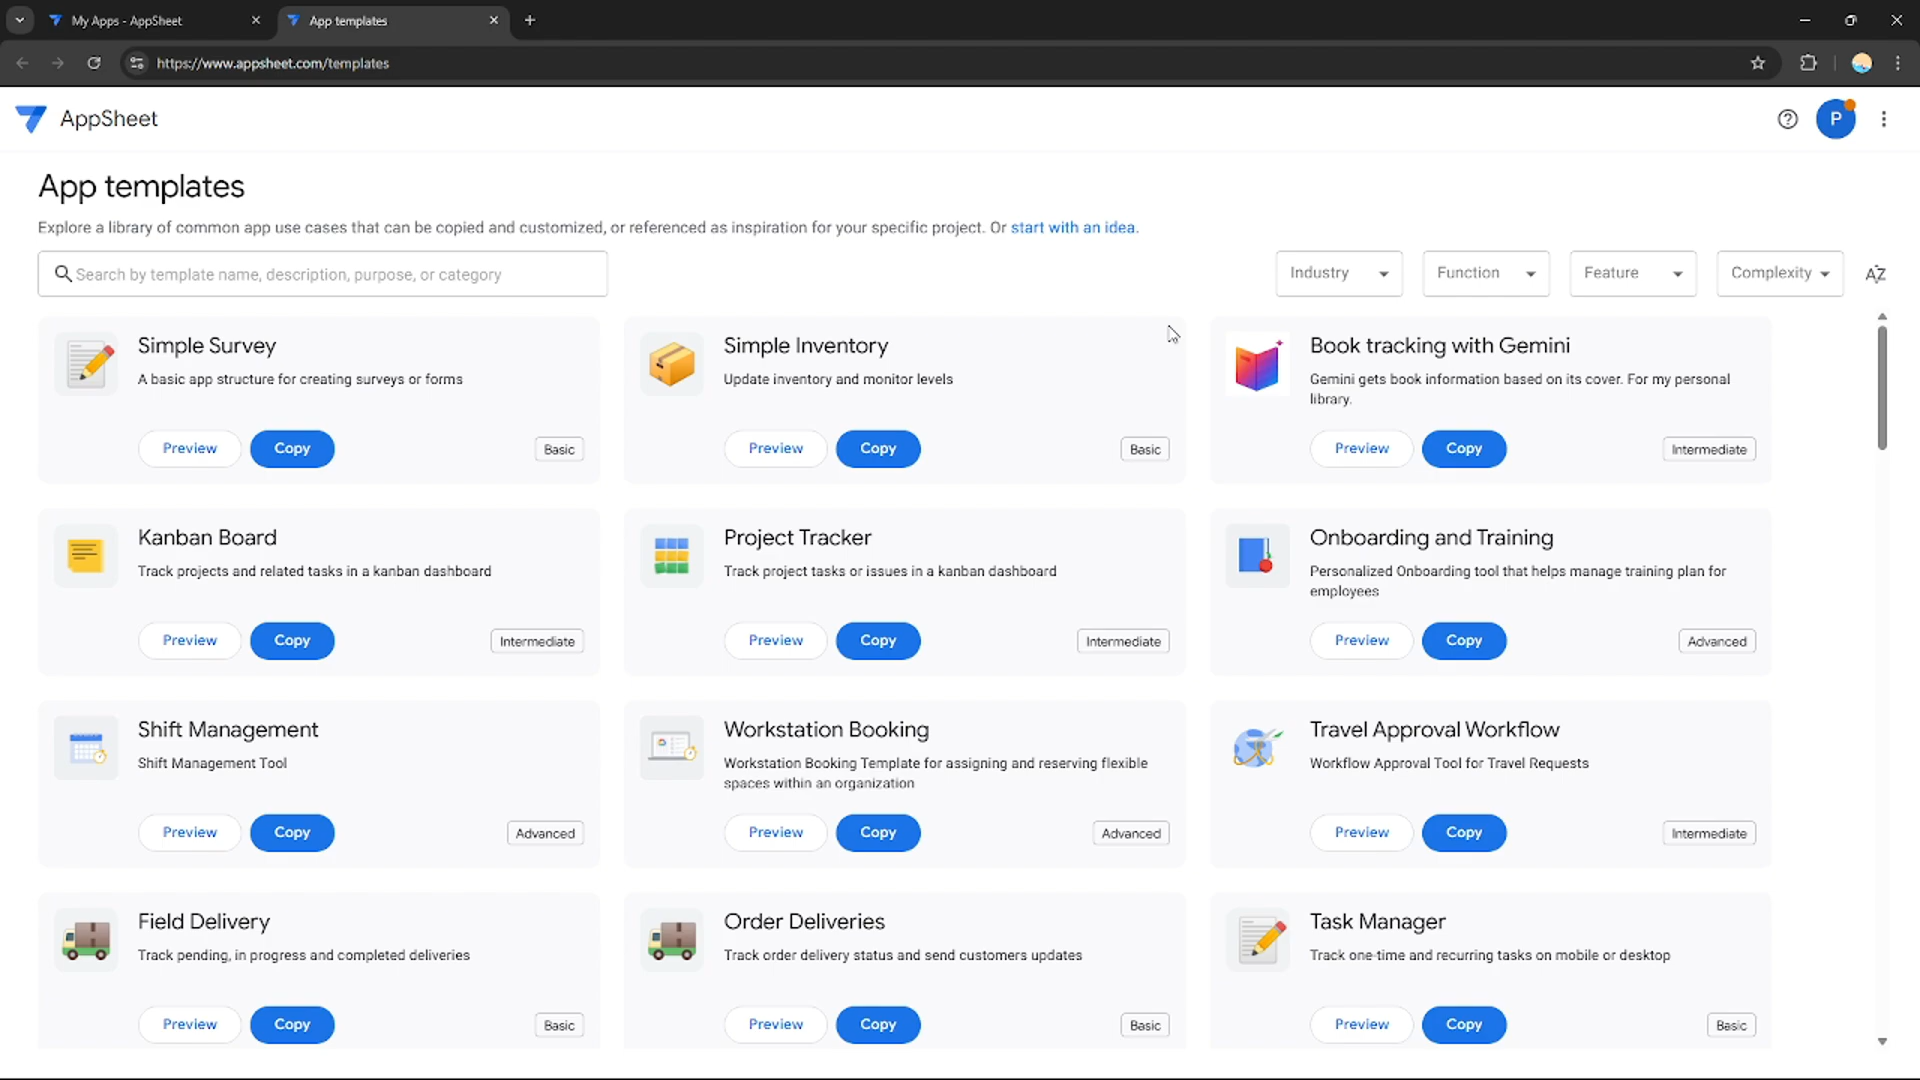 My Apps - AppSheet
App templates
https://www.appsheet.com/templates
AppSheet
P
App templates
Explore a library of common app use cases that can be copied and customized, or referenced as inspiration for your specific project. Or start with an idea.
Search by template name, description, purpose, or category
Industry
Function
Feature
Complexity
AZ
Simple Survey
A basic app structure for creating surveys or forms
Preview
Copy
Basic
Simple Inventory
Update inventory and monitor levels
Preview
Copy
Basic
Book tracking with Gemini
Gemini gets book information based on its cover. For my personal
library.
Preview
Copy
Intermediate
Kanban Board
Track projects and related tasks in a kanban dashboard
Preview
Copy
Intermediate
Project Tracker
Track project tasks or issues in a kanban dashboard
Preview
Copy
Intermediate
Onboarding and Training
Personalized Onboarding tool that helps manage training plan for
employees
Preview
Copy
Advanced
Shift Management
Shift Management Tool
Preview
Copy
Advanced
Workstation Booking
Workstation Booking Template for assigning and reserving flexible
spaces within an organization
Preview
Copy
Advanced
Travel Approval Workflow
Workflow Approval Tool for Travel Requests
Preview
Copy
Intermediate
Field Delivery
Track pending, in progress and completed deliveries
Preview
Copy
Basic
Order Deliveries
Track order delivery status and send customers updates
Preview
Copy
Basic
Task Manager
Track one-time and recurring tasks on mobile or desktop
Preview
Copy
Basic